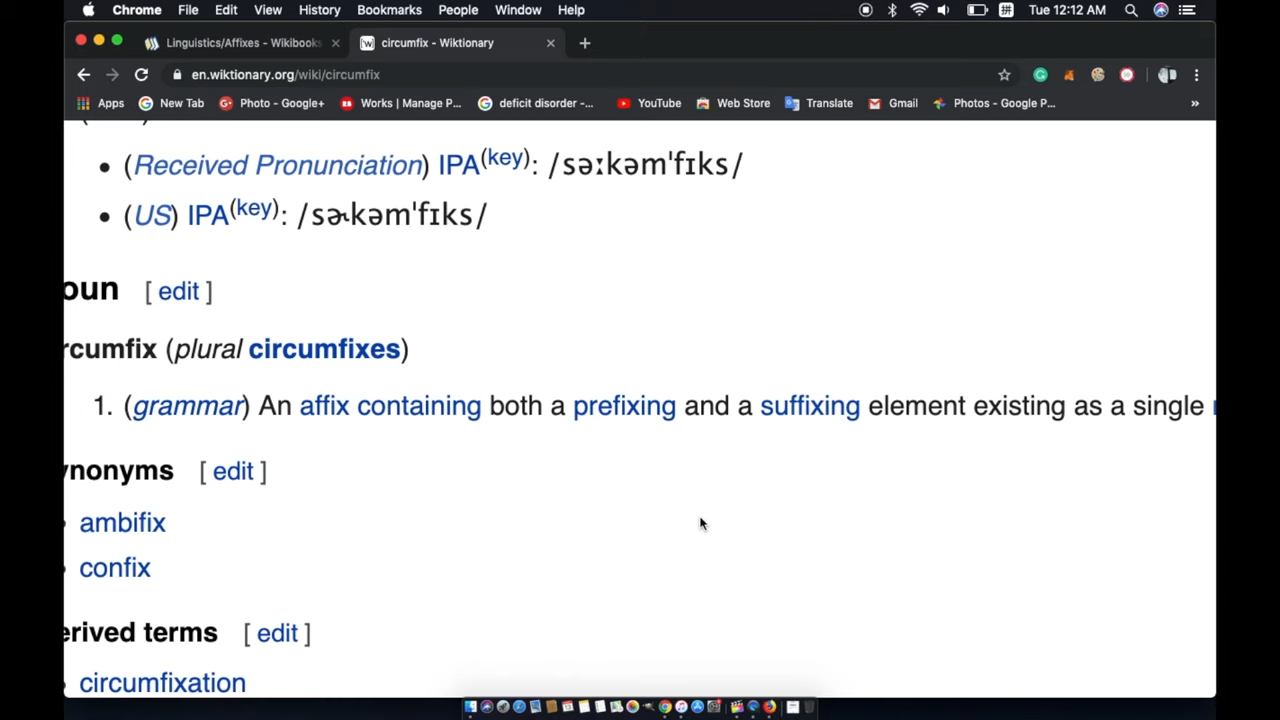 Chrome File Edit View History Bookmarks People Window Help Tue 12:12 AM
Linguistics/Affixes - Wikibooks circumfix - Wiktionary
en.wiktionary.org/wiki/circumfix
Apps New Tab Photo - Google+ Works | Manage P... deficit disorder -... YouTube Web Store Translate Gmail Photos - Google P... »
(Received Pronunciation) IPA(key): /səːkəmˈfɪks/
(US) IPA(key): /sɚkəmˈfɪks/
oun [ edit ]
rcumfix (plural circumfixes)
1. (grammar) An affix containing both a prefixing and a suffixing element existing as a single
ynonyms [ edit ]
ambifix
confix
erived terms [ edit ]
circumfixation